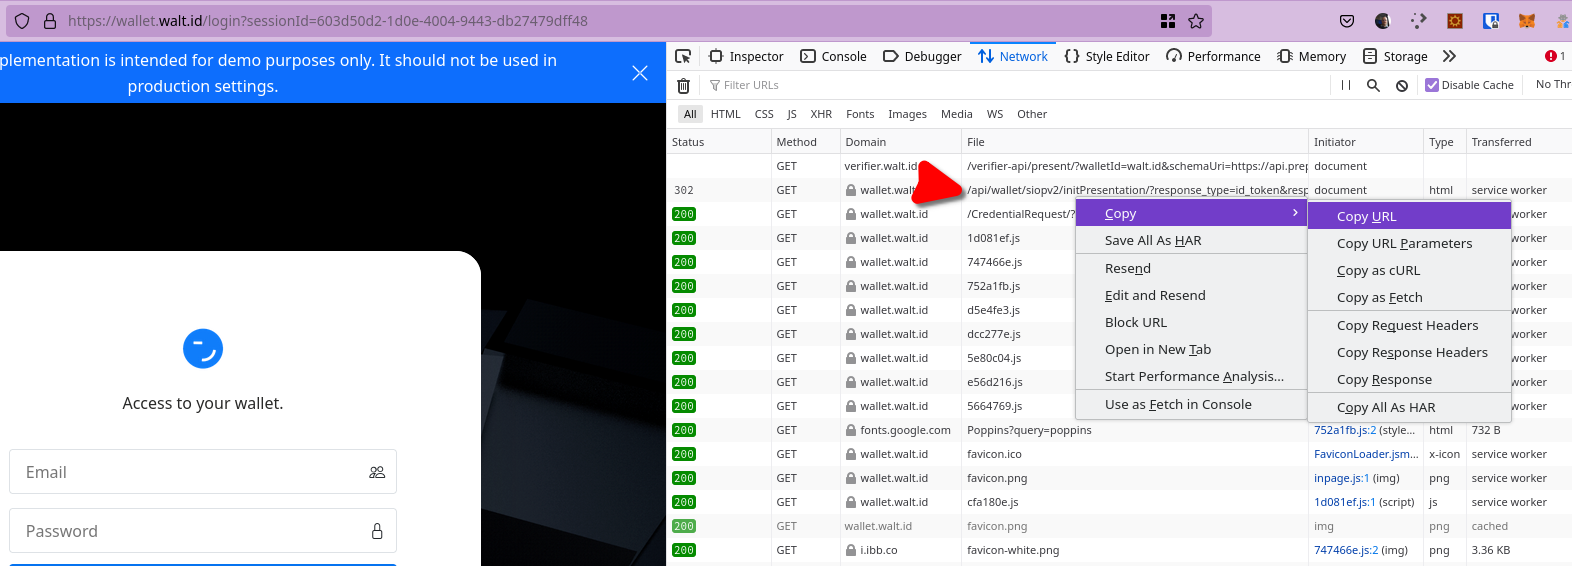 https://wallet.walt.id/login?sessionId=603d50d2-1d0e-4004-9443-db27479dff48
plementation is intended for demo purposes only. It should not be used in
production settings.
Access to your wallet.
Email
Password
Inspector Console Debugger Network Style Editor Performance Memory Storage 1
Filter URLs Disable Cache No Thr
All HTML CSS JS XHR Fonts Images Media WS Other
Status Method Domain File Initiator Type Transferred
GET verifier.walt.id /verifier-api/present/?walletId=walt.id&schemaUri=https://api.prep document
302 GET wallet.walt /api/wallet/siopv2/initPresentation/?response_type=id_token&resp document html service worker
200 GET wallet.walt.id /CredentialRequest/? worker
200 GET wallet.walt.id 1d081ef.js worker
200 GET wallet.walt.id 747466e.js worker
200 GET wallet.walt.id 752a1fb.js worker
200 GET wallet.walt.id d5e4fe3.js worker
200 GET wallet.walt.id dcc277e.js worker
200 GET wallet.walt.id 5e80c04.js worker
200 GET wallet.walt.id e56d216.js worker
200 GET wallet.walt.id 5664769.js worker
200 GET fonts.google.com Poppins?query=poppins 752a1fb.js:2 (style... html 732 B
200 GET wallet.walt.id favicon.ico FaviconLoader.jsm... x-icon service worker
200 GET wallet.walt.id favicon.png inpage.js:1 (img) png service worker
200 GET wallet.walt.id cfa180e.js 1d081ef.js:1 (script) js service worker
200 GET wallet.walt.id favicon.png img png cached
200 GET i.ibb.co favicon-white.png 747466e.js:2 (img) png 3.36 KB
Copy
Save All As HAR
Resend
Edit and Resend
Block URL
Open in New Tab
Start Performance Analysis...
Use as Fetch in Console
Copy URL
Copy URL Parameters
Copy as cURL
Copy as Fetch
Copy Request Headers
Copy Response Headers
Copy Response
Copy All As HAR